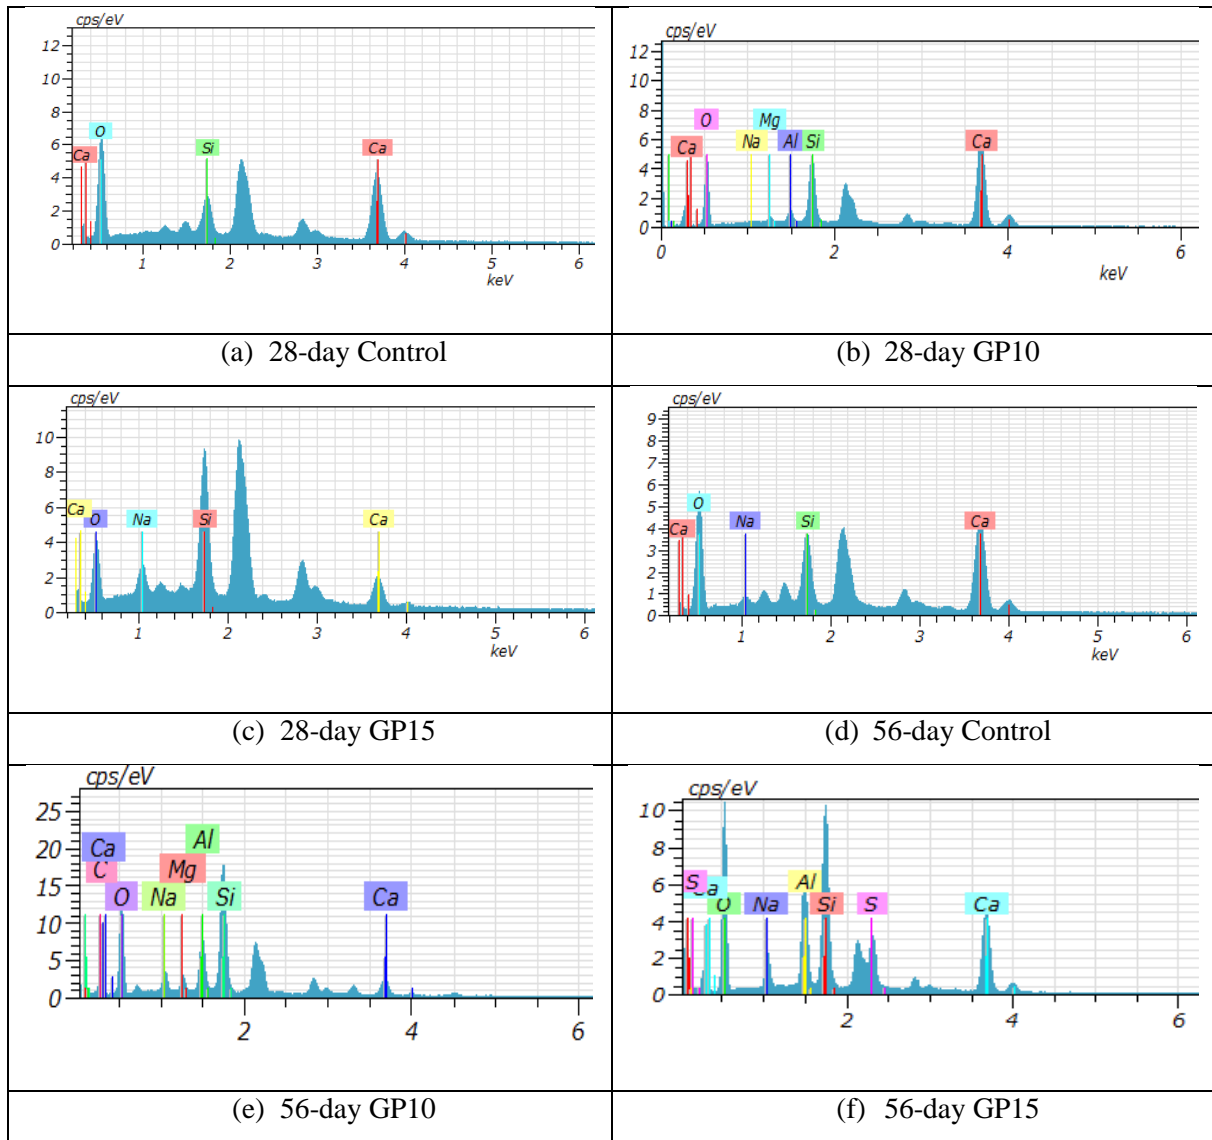 cps/eV
12
10
8
6
4
2
0
Ca O Si Ca
1 2 3 4 5 6
keV
(a) 28-day Control
cps/eV
12
10
8
6
4
2
0
Ca O Na Mg Al Si Ca
0 2 4 6
keV
(b) 28-day GP10
cps/eV
10
8
6
4
2
0
Ca O Na Si Ca
1 2 3 4 5 6
keV
(c) 28-day GP15
cps/eV
9
8
7
6
5
4
3
2
1
0
Ca O Na Si Ca
1 2 3 4 5 6
keV
(d) 56-day Control
cps/eV
25
20
15
10
5
0
Ca C O Na Mg Al Si Ca
2 4 6
(e) 56-day GP10
cps/eV
10
8
6
4
2
0
S Ca O Na Al Si S Ca
2 4 6
(f) 56-day GP15